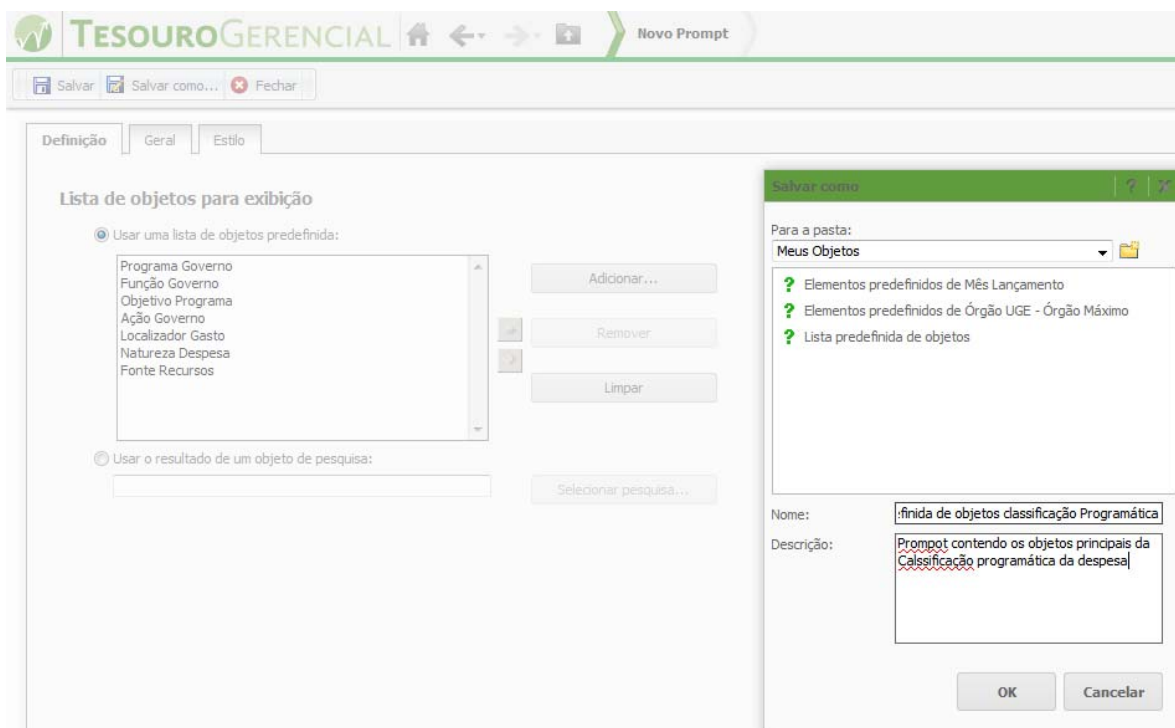 TESOUROGERENCIAL
Novo Prompt
Salvar Salvar como... Fechar
Definição Geral Estilo
Lista de objetos para exibição
Usar uma lista de objetos predefinida:
Programa Governo
Função Governo
Objetivo Programa
Ação Governo
Localizador Gasto
Natureza Despesa
Fonte Recursos
Adicionar...
Remover
Limpar
Usar o resultado de um objeto de pesquisa:
Selecionar pesquisa...
Salvar como ?
Para a pasta:
Meus Objetos
? Elementos predefinidos de Mês Lançamento
? Elementos predefinidos de Órgão UGE - Órgão Máximo
? Lista predefinida de objetos
Nome: finida de objetos classificação Programática
Descrição: Prompot contendo os objetos principais da
Calssificação programática da despesa
OK Cancelar